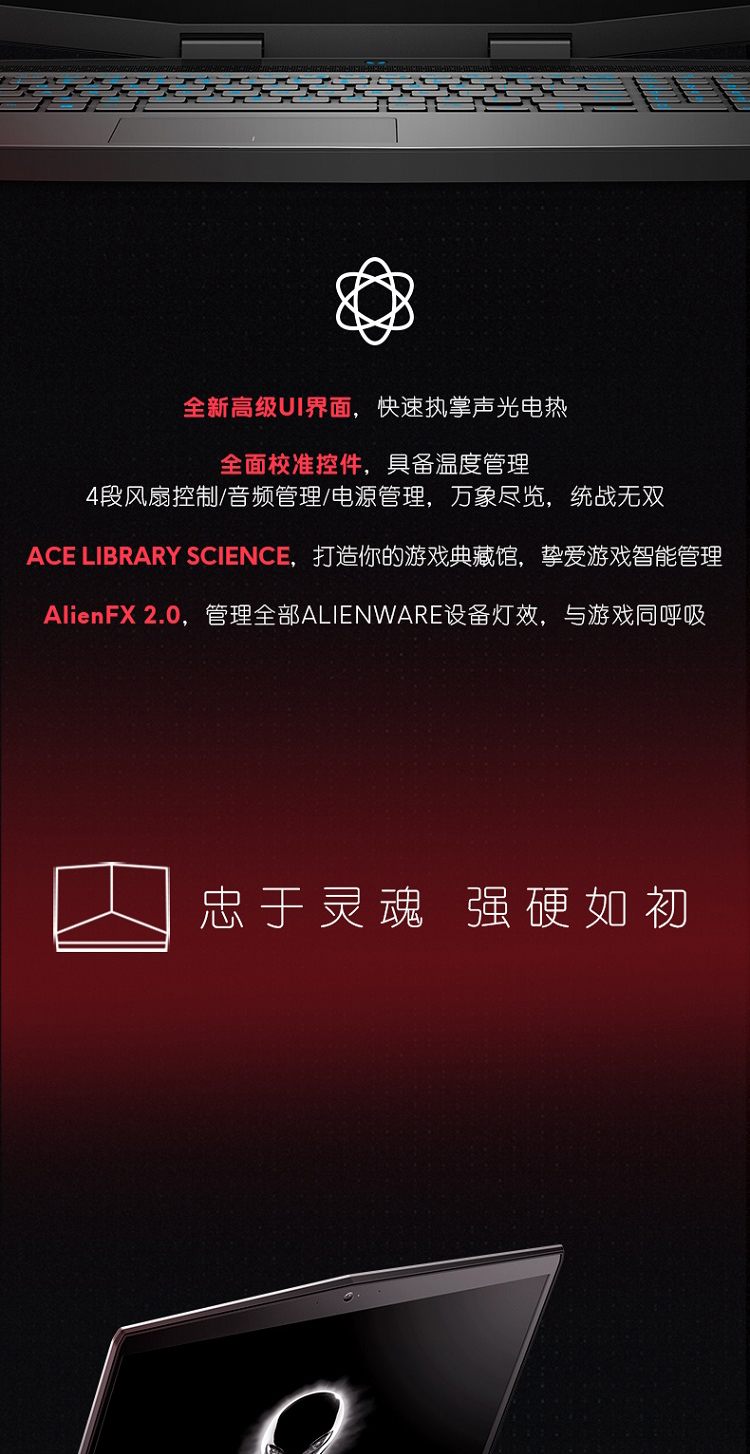 全新高级UI界面，快速执掌声光电热
全面校准控件，具备温度管理
4段风扇控制/音频管理/电源管理，万象尽览，统战无双
ACE LIBRARY SCIENCE，打造你的游戏典藏馆，挚爱游戏智能管理
AlienFX 2.0，管理全部ALIENWARE设备灯效，与游戏同呼吸
忠于灵魂 强硬如初